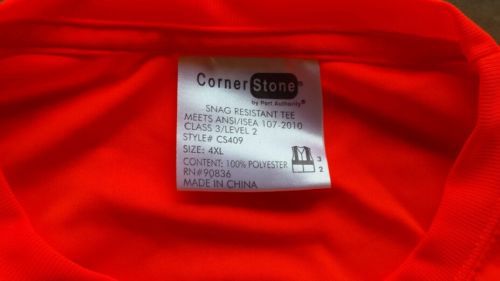 CornerStone®
by Port Authority®
SNAG RESISTANT TEE
MEETS ANSI/ISEA 107-2010
CLASS 3/LEVEL 2
STYLE# CS409
SIZE: 4XL
CONTENT: 100% POLYESTER
RN#90836
MADE IN CHINA
3
2